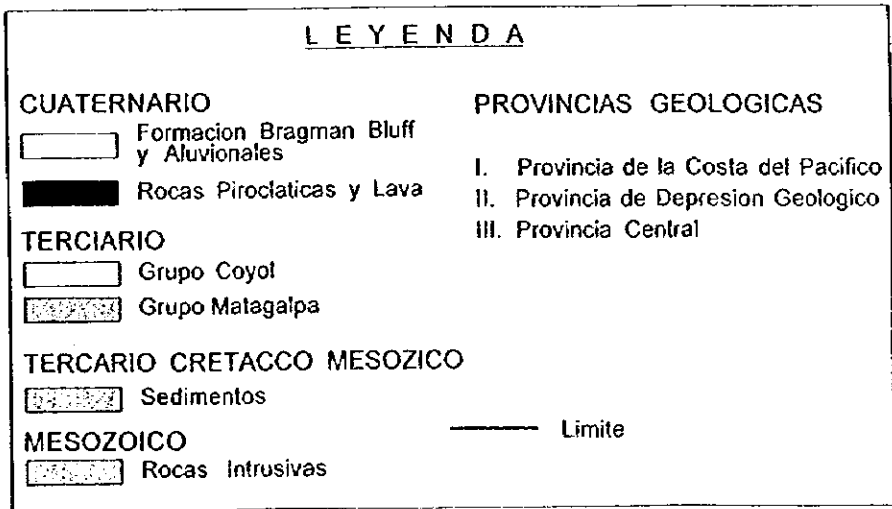 LEYENDA
CUATERNARIO
Formacion Bragman Bluff
y Aluvionales
Rocas Piroclaticas y Lava
TERCIARIO
Grupo Coyol
Grupo Matagalpa
TERCARIO CRETACCO MESOZICO
Sedimentos
MESOZOICO
Rocas Intrusivas
PROVINCIAS GEOLOGICAS
I. Provincia de la Costa del Pacifico
II. Provincia de Depresion Geologico
III. Provincia Central
Limite